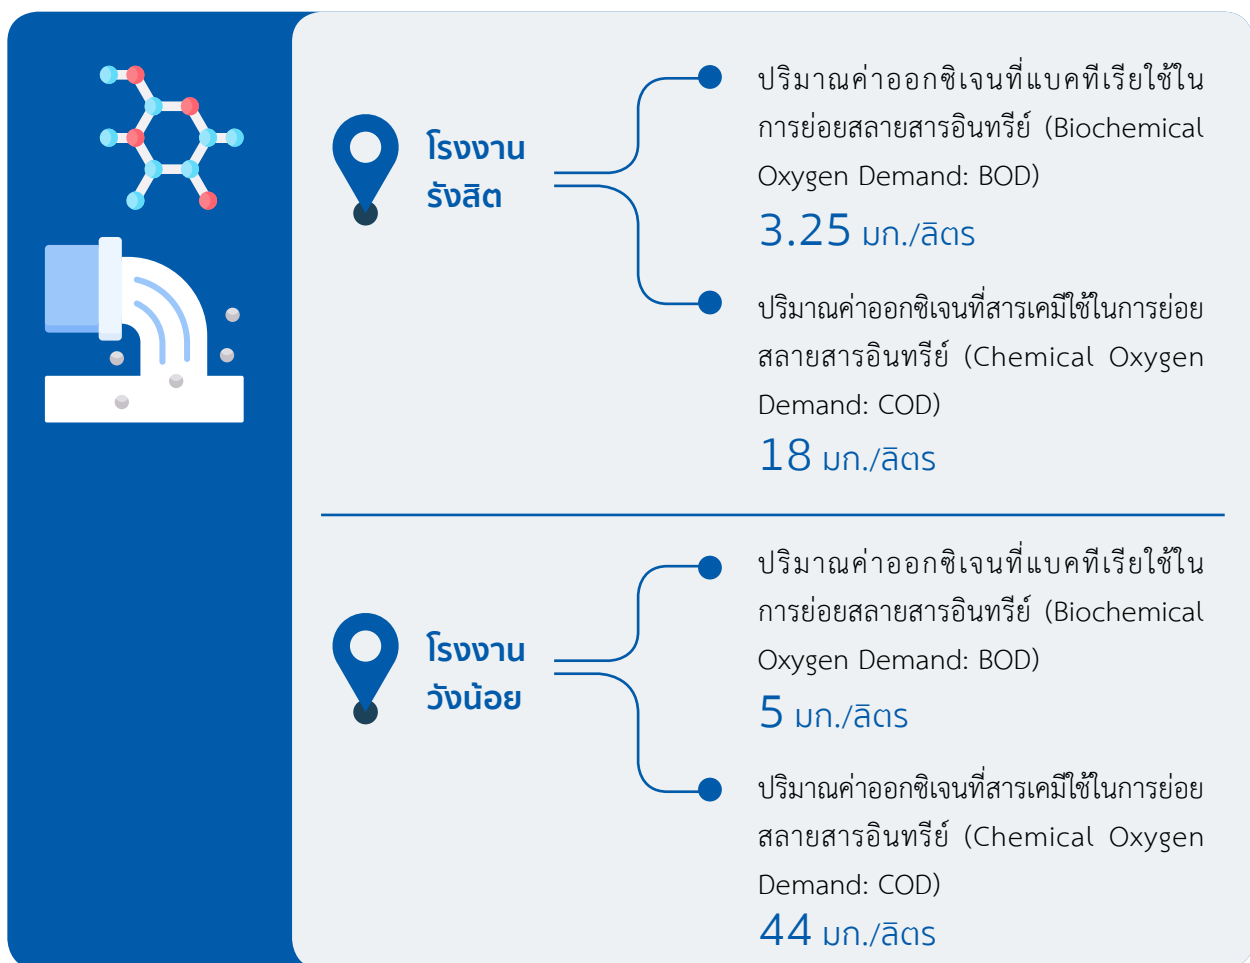 โรงงาน
รังสิต
ปริมาณค่าออกซิเจนที่แบคทีเรียใช้ใน
การย่อยสลายสารอินทรีย์ (Biochemical
Oxygen Demand: BOD)
3.25 มก./ลิตร
ปริมาณค่าออกซิเจนที่สารเคมีใช้ในการย่อย
สลายสารอินทรีย์ (Chemical Oxygen
Demand: COD)
18 มก./ลิตร
โรงงาน
วังน้อย
ปริมาณค่าออกซิเจนที่แบคทีเรียใช้ใน
การย่อยสลายสารอินทรีย์ (Biochemical
Oxygen Demand: BOD)
5 มก./ลิตร
ปริมาณค่าออกซิเจนที่สารเคมีใช้ในการย่อย
สลายสารอินทรีย์ (Chemical Oxygen
Demand: COD)
44 มก./ลิตร